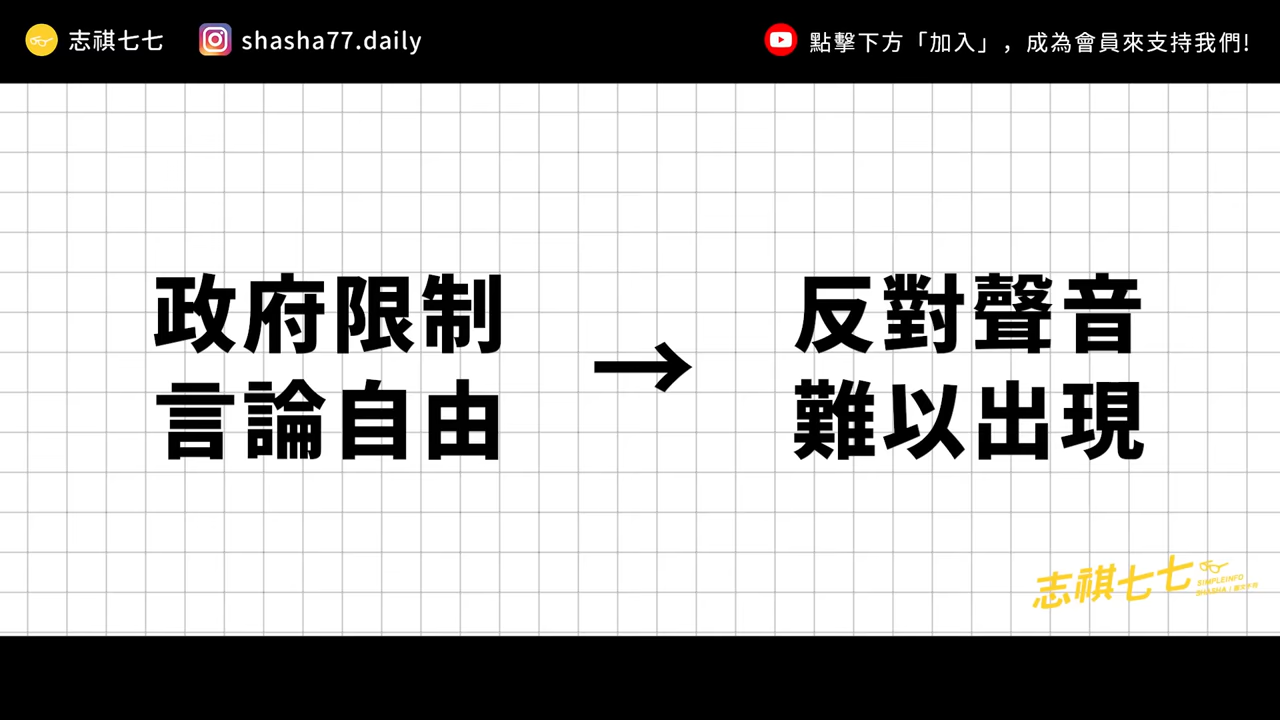 志祺七七
shasha77.daily
點擊下方「加入」，成為會員來支持我們!
政府限制
言論自由
→
反對聲音
難以出現
志祺七七
SIMPLEINFO
SHASHA